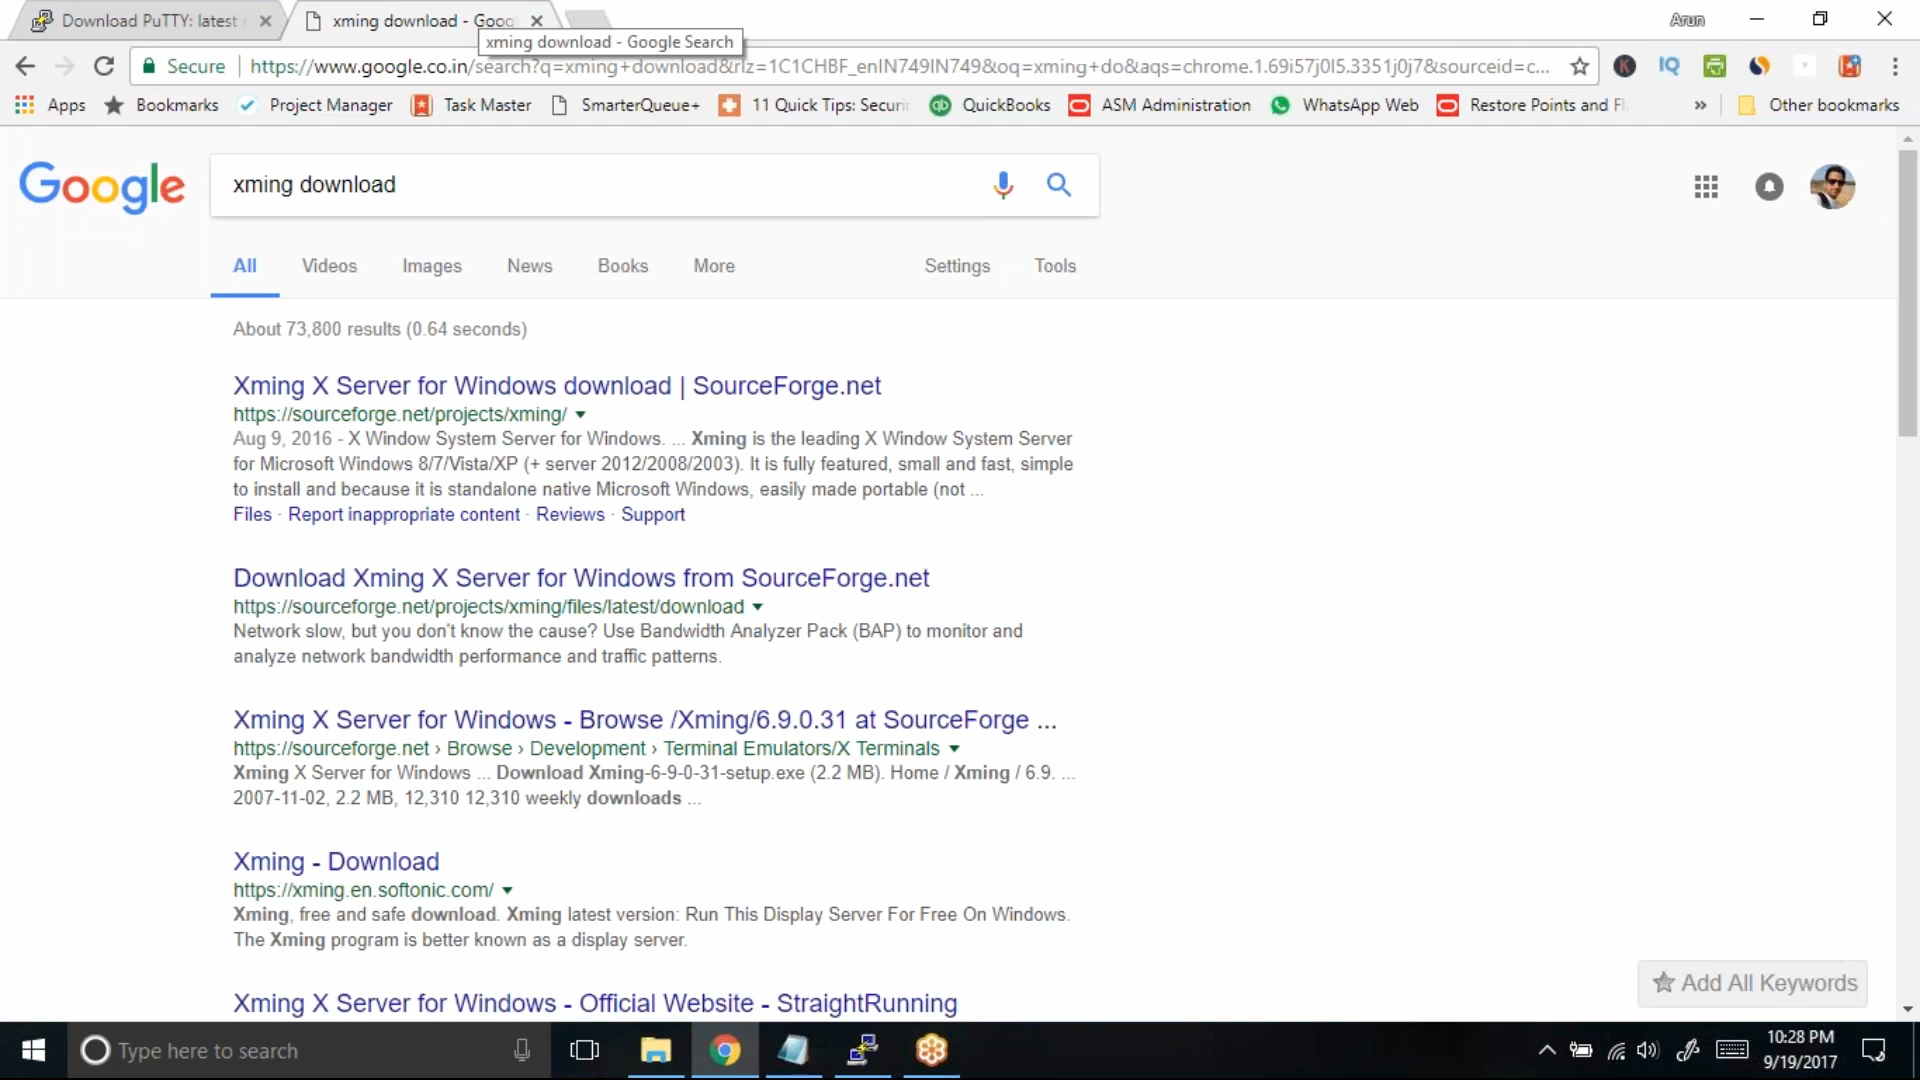 Download PuTTY: latest
xming download - Goog
Arun
xming download - Google Search
Secure
https://www.google.co.in/search?q=xming+download&rlz=1C1CHBF_enIN749IN749&oq=xming+do&aqs=chrome.1.69i57j0l5.3351j0j7&sourceid=c...
Apps
Bookmarks
Project Manager
Task Master
SmarterQueue+
11 Quick Tips: Securin
QuickBooks
ASM Administration
WhatsApp Web
Restore Points and Fl
»
Other bookmarks
Google
xming download
All
Videos
Images
News
Books
More
Settings
Tools
About 73,800 results (0.64 seconds)
Xming X Server for Windows download | SourceForge.net
https://sourceforge.net/projects/xming/
Aug 9, 2016 - X Window System Server for Windows. ... Xming is the leading X Window System Server
for Microsoft Windows 8/7/Vista/XP (+ server 2012/2008/2003). It is fully featured, small and fast, simple
to install and because it is standalone native Microsoft Windows, easily made portable (not ...
Files · Report inappropriate content · Reviews · Support
Download Xming X Server for Windows from SourceForge.net
https://sourceforge.net/projects/xming/files/latest/download
Network slow, but you don't know the cause? Use Bandwidth Analyzer Pack (BAP) to monitor and
analyze network bandwidth performance and traffic patterns.
Xming X Server for Windows - Browse /Xming/6.9.0.31 at SourceForge ...
https://sourceforge.net › Browse › Development › Terminal Emulators/X Terminals
Xming X Server for Windows ... Download Xming-6-9-0-31-setup.exe (2.2 MB). Home / Xming / 6.9. ...
2007-11-02, 2.2 MB, 12,310 12,310 weekly downloads ...
Xming - Download
https://xming.en.softonic.com/
Xming, free and safe download. Xming latest version: Run This Display Server For Free On Windows.
The Xming program is better known as a display server.
Add All Keywords
Xming X Server for Windows - Official Website - StraightRunning
Type here to search
10:28 PM
9/19/2017